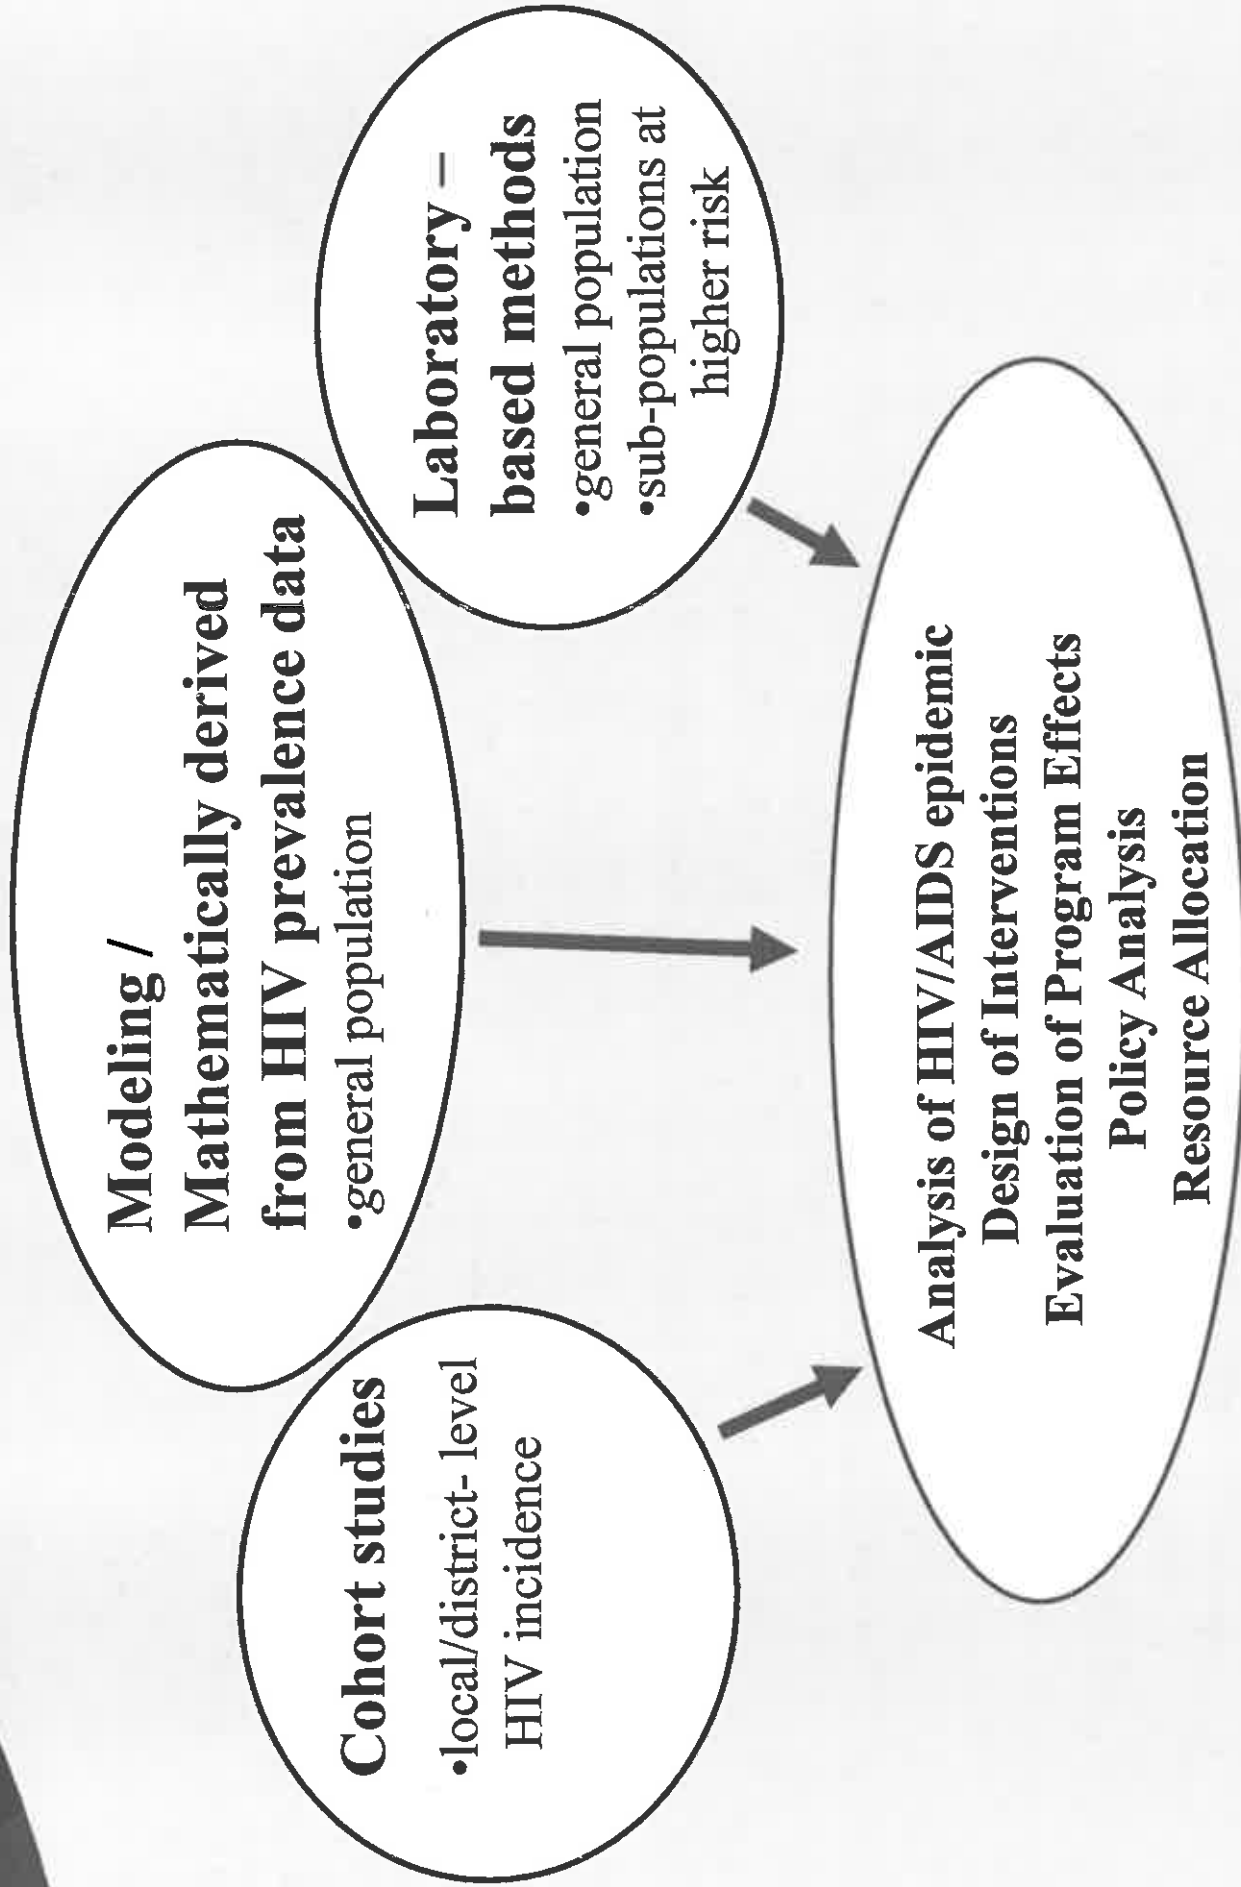 Cohort studies
•local/district- level
HIV incidence
Modeling /
Mathematically derived
from HIV prevalence data
•general population
Laboratory –
based methods
•general population
•sub-populations at
higher risk
Analysis of HIV/AIDS epidemic
Design of Interventions
Evaluation of Program Effects
Policy Analysis
Resource Allocation